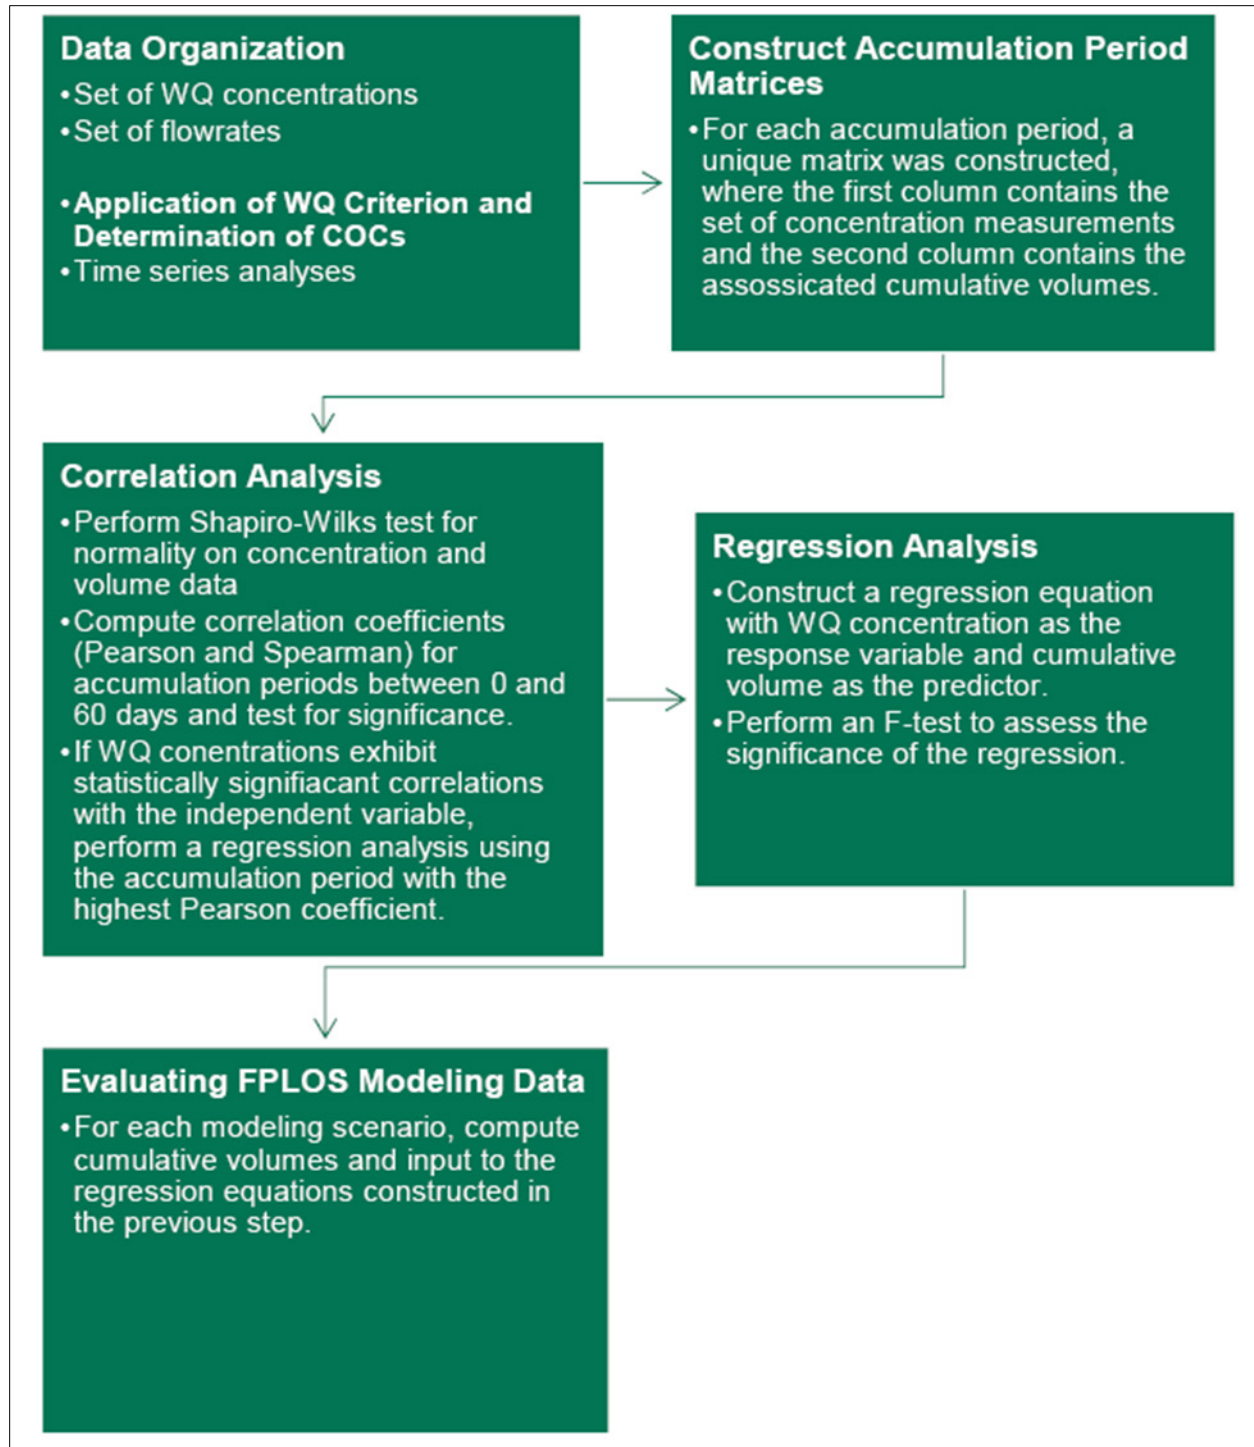 Data Organization
•Set of WQ concentrations
•Set of flowrates
•Application of WQ Criterion and
Determination of COCs
•Time series analyses
Construct Accumulation Period
Matrices
•For each accumulation period, a
unique matrix was constructed,
where the first column contains the
set of concentration measurements
and the second column contains the
assossicated cumulative volumes.
Correlation Analysis
•Perform Shapiro-Wilks test for
normality on concentration and
volume data
•Compute correlation coefficients
(Pearson and Spearman) for
accumulation periods between 0 and
60 days and test for significance.
•If WQ conentrations exhibit
statistically signifiacant correlations
with the independent variable,
perform a regression analysis using
the accumulation period with the
highest Pearson coefficient.
Regression Analysis
•Construct a regression equation
with WQ concentration as the
response variable and cumulative
volume as the predictor.
•Perform an F-test to assess the
significance of the regression.
Evaluating FPLOS Modeling Data
•For each modeling scenario, compute
cumulative volumes and input to the
regression equations constructed in
the previous step.